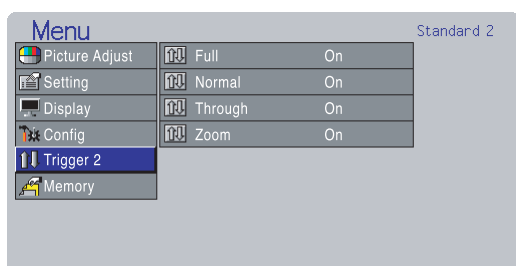 Menu Standard 2
Picture Adjust Full On
Setting Normal On
Display Through On
Config Zoom On
Trigger 2
Memory